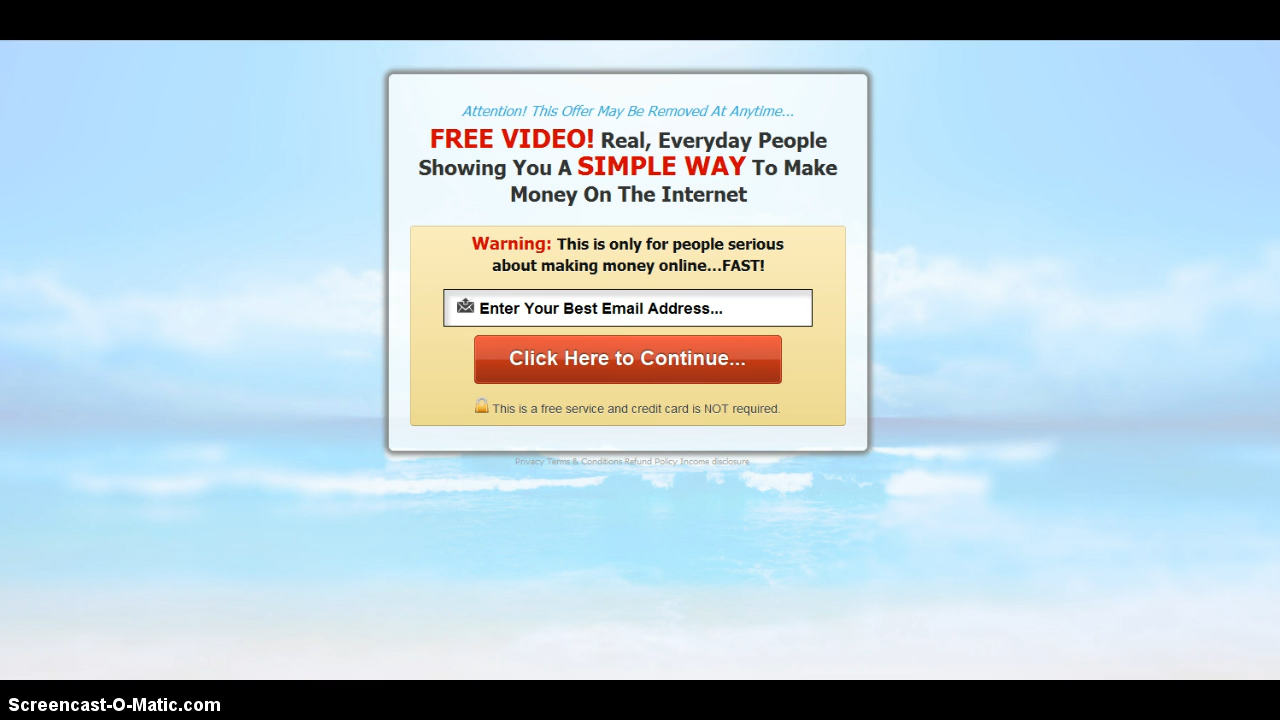 Attention! This Offer May Be Removed At Anytime...
FREE VIDEO! Real, Everyday People
Showing You A SIMPLE WAY To Make
Money On The Internet
Warning: This is only for people serious
about making money online...FAST!
Enter Your Best Email Address...
Click Here to Continue...
This is a free service and credit card is NOT required.
Privacy Terms & Conditions Refund Policy Income disclosure
Screencast-O-Matic.com